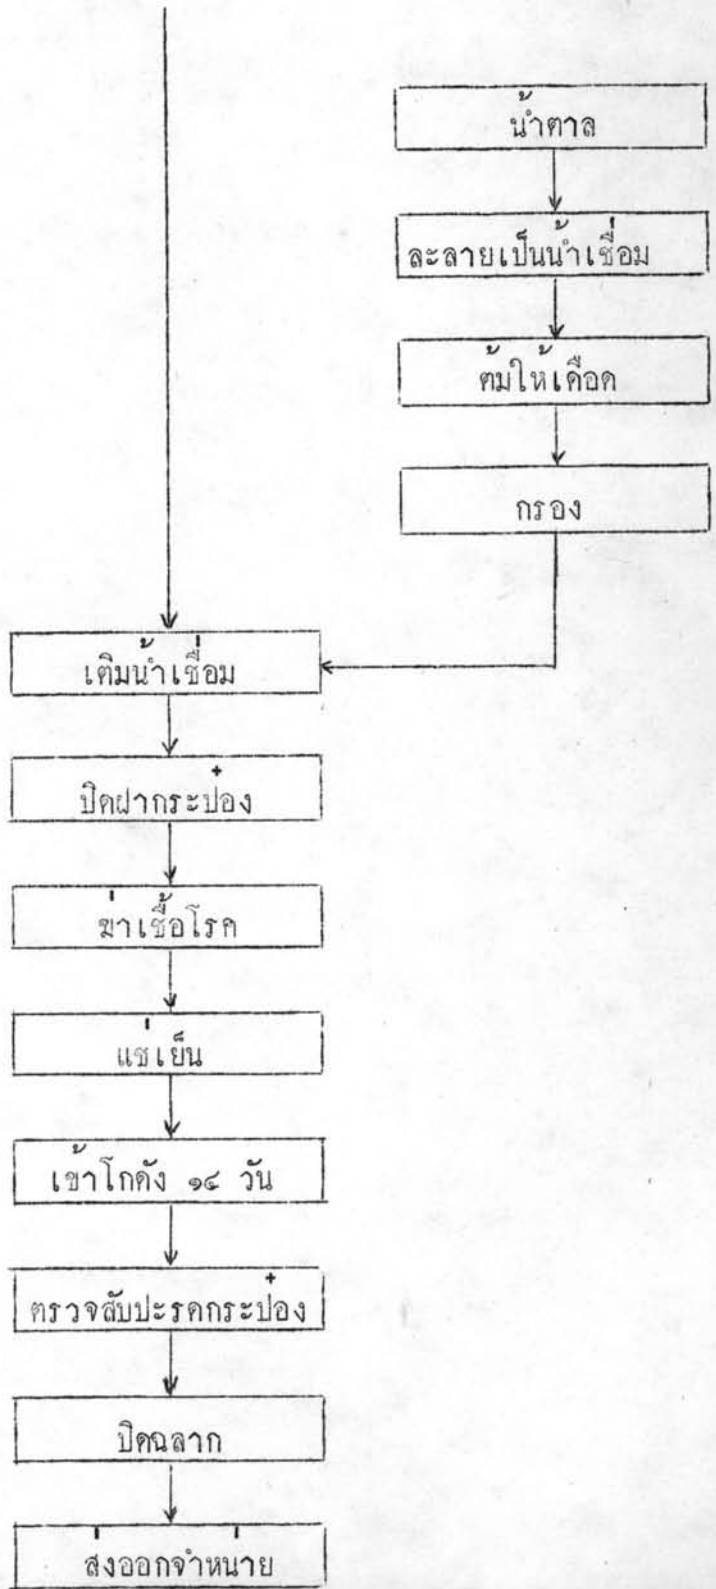 น้ำตาล
ละลายเป็นน้ำเชื่อม
ต้มให้เดือด
กรอง
เติมน้ำเชื่อม
ปิดฝากระป๋อง
ฆ่าเชื้อโรค
แช่เย็น
เข้าโกดัง ๑๔ วัน
ตรวจสับปะรดกระป๋อง
ปิดฉลาก
ส่งออกจำหน่าย